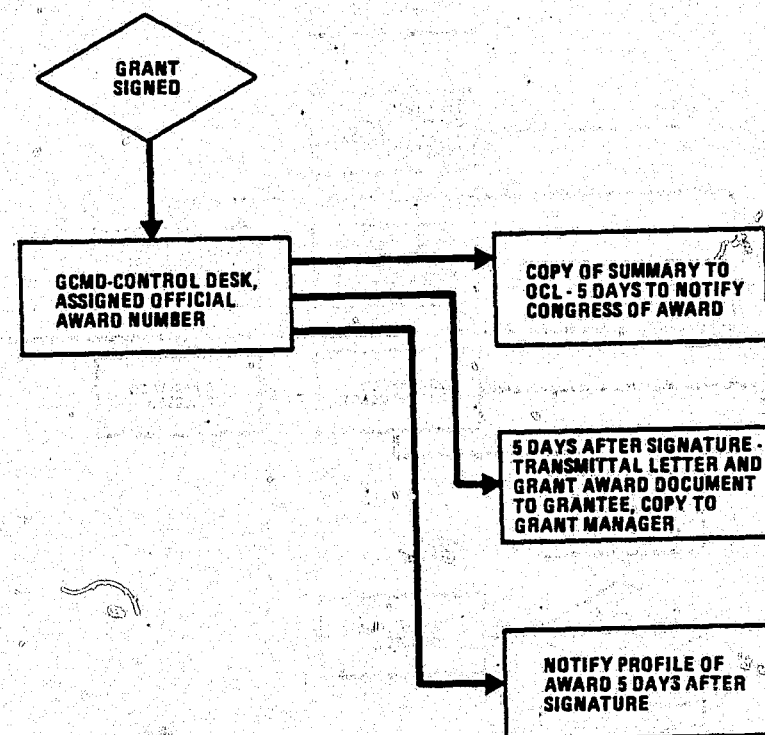 GRANT
SIGNED
GCMD-CONTROL DESK,
ASSIGNED OFFICIAL
AWARD NUMBER
COPY OF SUMMARY TO
OCL - 5 DAYS TO NOTIFY
CONGRESS OF AWARD
5 DAYS AFTER SIGNATURE -
TRANSMITTAL LETTER AND
GRANT AWARD DOCUMENT
TO GRANTEE, COPY TO
GRANT MANAGER
NOTIFY PROFILE OF
AWARD 5 DAYS AFTER
SIGNATURE